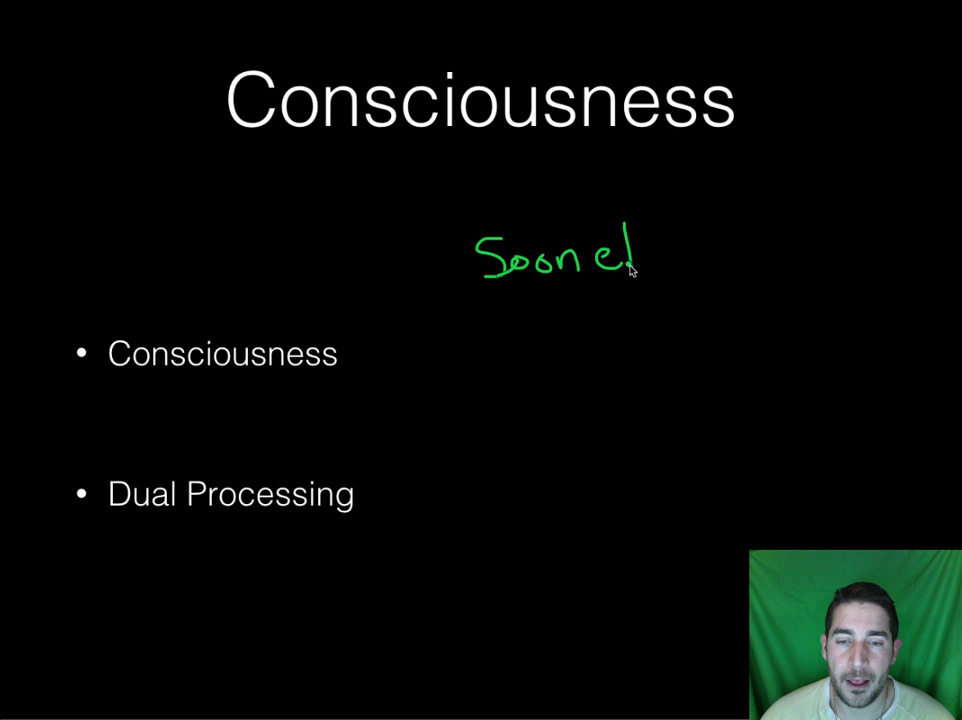 Consciousness
Soone!
• Consciousness
• Dual Processing